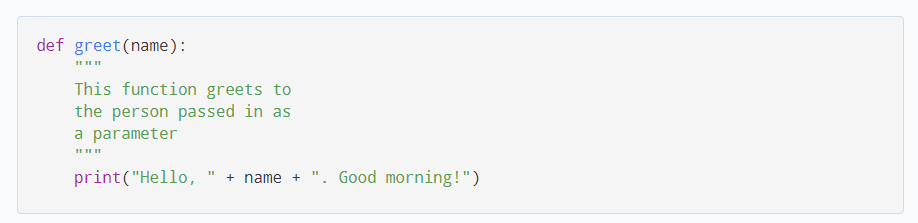 def greet(name):
    """
    This function greets to
    the person passed in as
    a parameter
    """
    print("Hello, " + name + ". Good morning!")